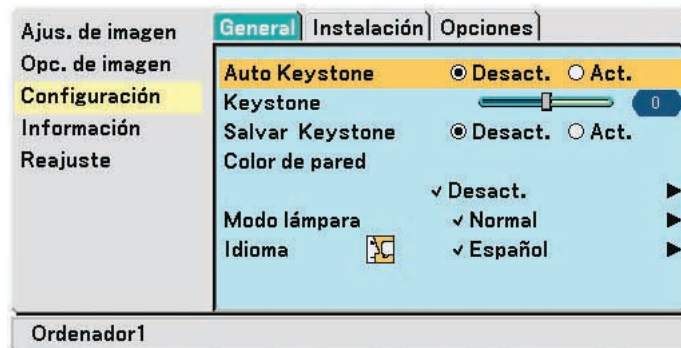 Ajus. de imagen
Opc. de imagen
Configuración
Información
Reajuste
General Instalación Opciones
Auto Keystone Desact. Act.
Keystone 0
Salvar Keystone Desact. Act.
Color de pared
Desact.
Modo lámpara Normal
Idioma Español
Ordenador1